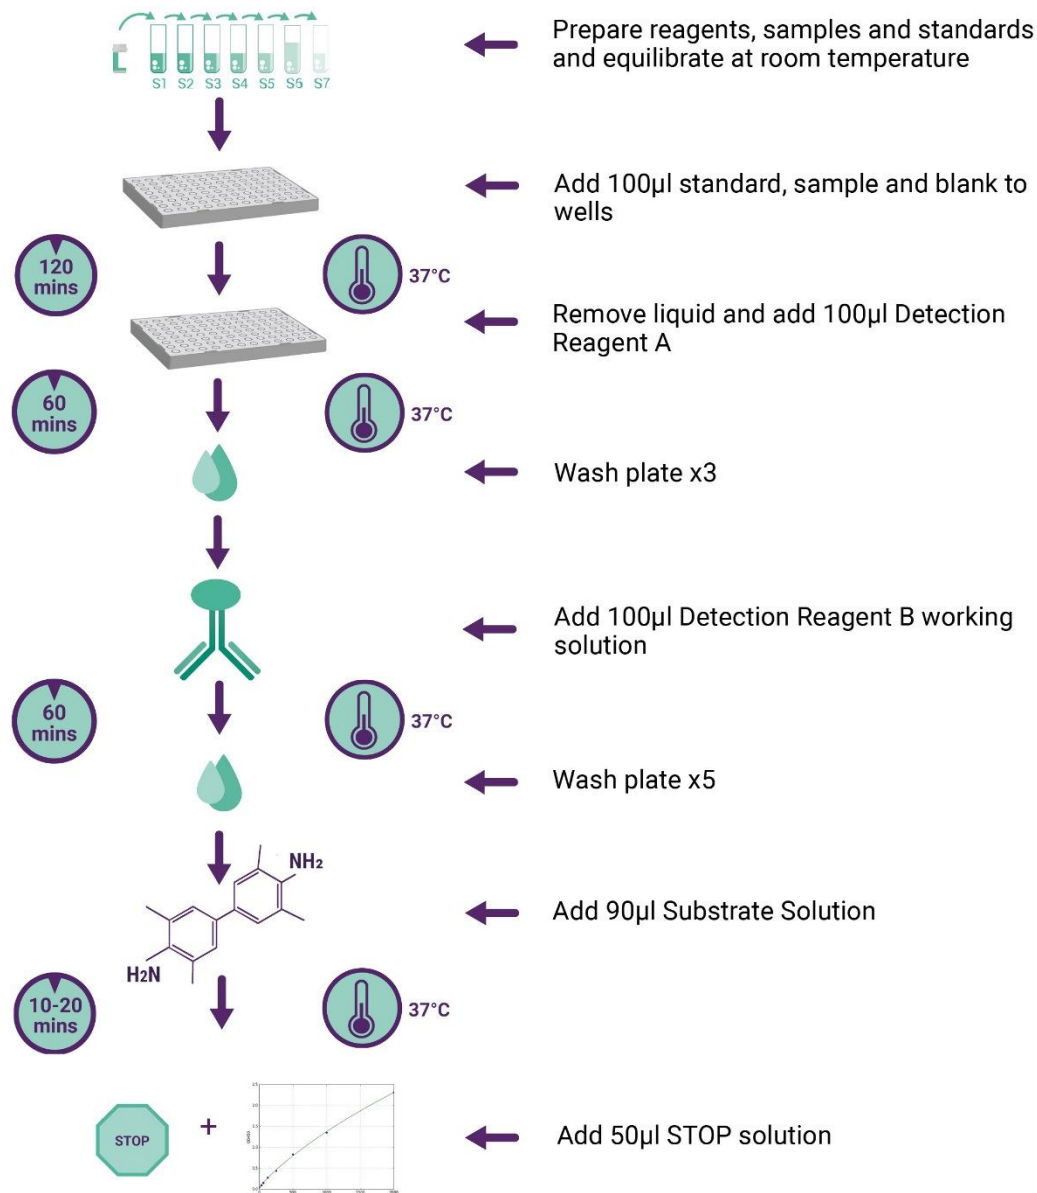 Prepare reagents, samples and standards
and equilibrate at room temperature
S1 S2 S3 S4 S5 S6 S7
Add 100µl standard, sample and blank to
wells
120
mins
37°C
Remove liquid and add 100µl Detection
Reagent A
60
mins
37°C
Wash plate x3
Add 100µl Detection Reagent B working
solution
60
mins
37°C
Wash plate x5
NH2
H2N
Add 90µl Substrate Solution
10-20
mins
37°C
STOP
+
Add 50µl STOP solution